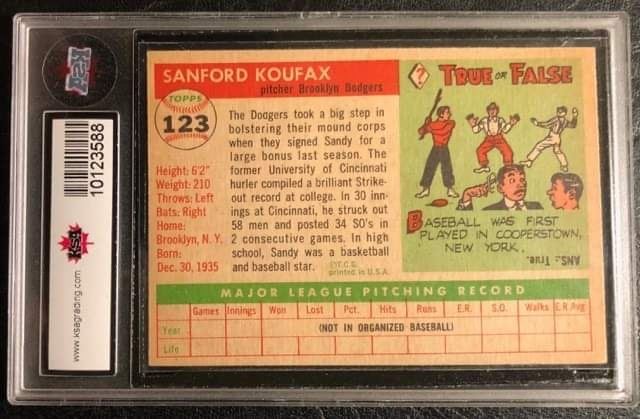 SANFORD KOUFAX
pitcher Brooklyn Dodgers
TOPPS
123
Height: 6'2"
Weight: 210
Throws: Left
Bats: Right
Home:
Brooklyn, N. Y.
Born:
Dec. 30, 1935
The Dodgers took a big step in
bolstering their mound corps
when they signed Sandy for a
large bonus last season. The
former University of Cincinnati
hurler compiled a brilliant Strike-
out record at college. In 30 inn-
ings at Cincinnati, he struck out
58 men and posted 34 SO's in
2 consecutive games. In high
school, Sandy was a basketball
and baseball star.
©T.C.G.
printed in U.S.A.
? TRUE OR FALSE
BASEBALL WAS FIRST
PLAYED IN COOPERSTOWN,
NEW YORK.
ANS.: True.
MAJOR LEAGUE PITCHING RECORD
Games Innings Won Lost Pct. Hits Runs E.R. S.O. Walks E.R.Avg
Year
(NOT IN ORGANIZED BASEBALL)
Life
KSA
10123588
KSA
www.ksagrading.com